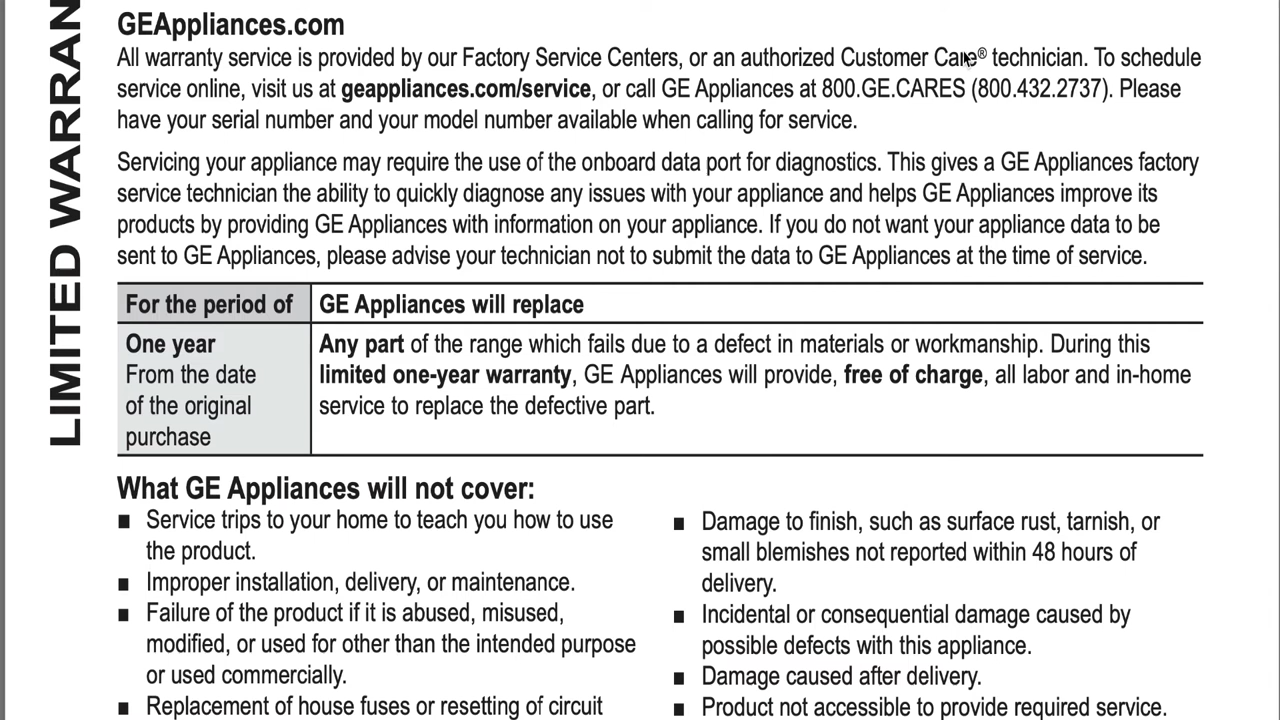 LIMITED WARRAN
GEAppliances.com
All warranty service is provided by our Factory Service Centers, or an authorized Customer Care® technician. To schedule
service online, visit us at geappliances.com/service, or call GE Appliances at 800.GE.CARES (800.432.2737). Please
have your serial number and your model number available when calling for service.
Servicing your appliance may require the use of the onboard data port for diagnostics. This gives a GE Appliances factory
service technician the ability to quickly diagnose any issues with your appliance and helps GE Appliances improve its
products by providing GE Appliances with information on your appliance. If you do not want your appliance data to be
sent to GE Appliances, please advise your technician not to submit the data to GE Appliances at the time of service.
For the period of
GE Appliances will replace
One year
From the date
of the original
purchase
Any part of the range which fails due to a defect in materials or workmanship. During this
limited one-year warranty, GE Appliances will provide, free of charge, all labor and in-home
service to replace the defective part.
What GE Appliances will not cover:
■ Service trips to your home to teach you how to use
the product.
■ Improper installation, delivery, or maintenance.
■ Failure of the product if it is abused, misused,
modified, or used for other than the intended purpose
or used commercially.
■ Replacement of house fuses or resetting of circuit
■ Damage to finish, such as surface rust, tarnish, or
small blemishes not reported within 48 hours of
delivery.
■ Incidental or consequential damage caused by
possible defects with this appliance.
■ Damage caused after delivery.
■ Product not accessible to provide required service.